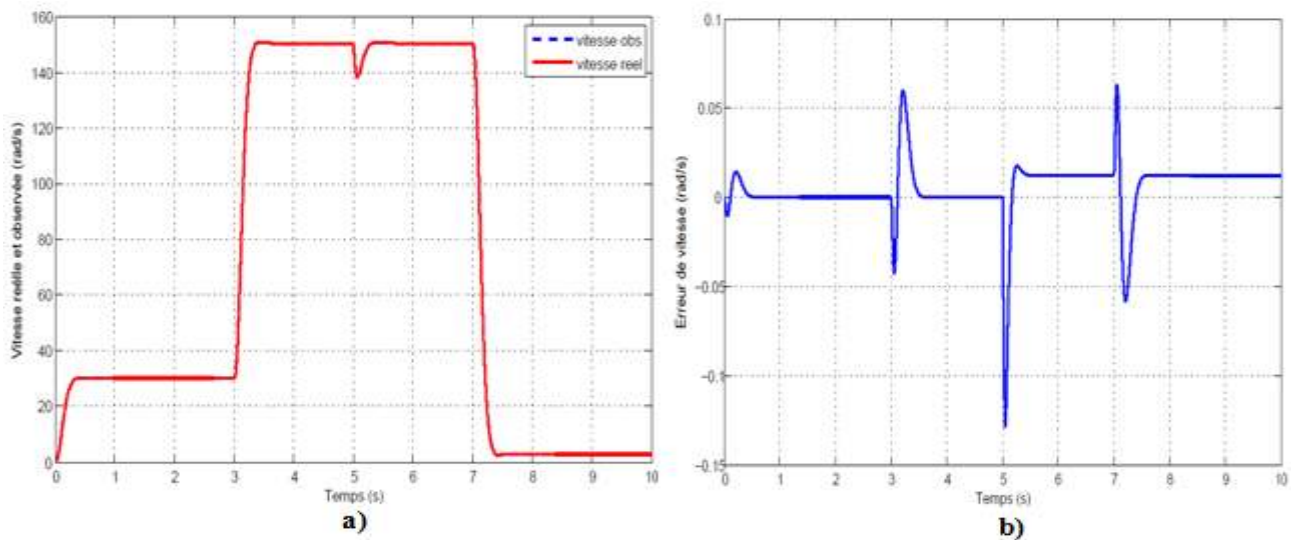 160
140
120
100
80
60
40
20
0
Vitesse reélle et observée (rad/s)
vitesse obs
vitesse reel
0 1 2 3 4 5 6 7 8 9 10
Temps (s)
a)
0.1
0.05
0
−0.05
−0.1
−0.15
Erreur de vitesse (rad/s)
0 1 2 3 4 5 6 7 8 9 10
Temps (s)
b)